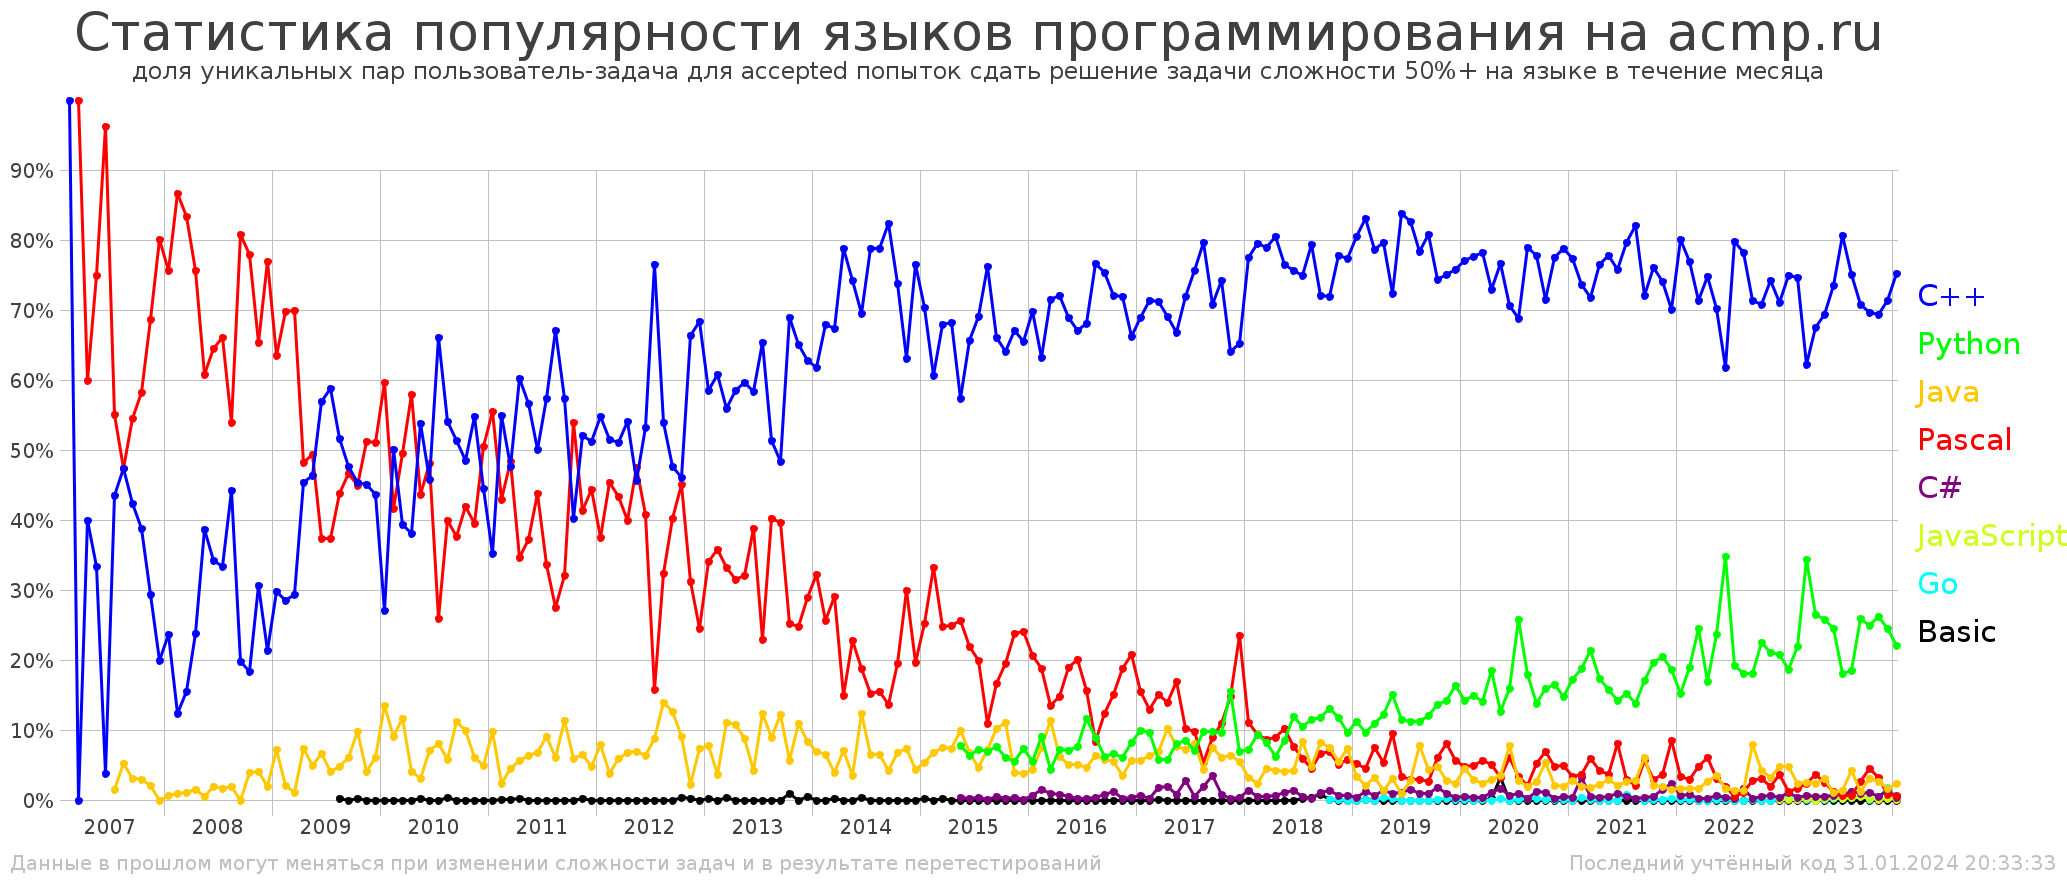 Статистика популярности языков программирования на acmp.ru
доля уникальных пар пользователь-задача для accepted попыток сдать решение задачи сложности 50%+ на языке в течение месяца
90%
80%
70%
60%
50%
40%
30%
20%
10%
0%
C++
Python
Java
Pascal
C#
JavaScript
Go
Basic
2007 2008 2009 2010 2011 2012 2013 2014 2015 2016 2017 2018 2019 2020 2021 2022 2023
Данные в прошлом могут меняться при изменении сложности задач и в результате перетестирований
Последний учтённый код 31.01.2024 20:33:33